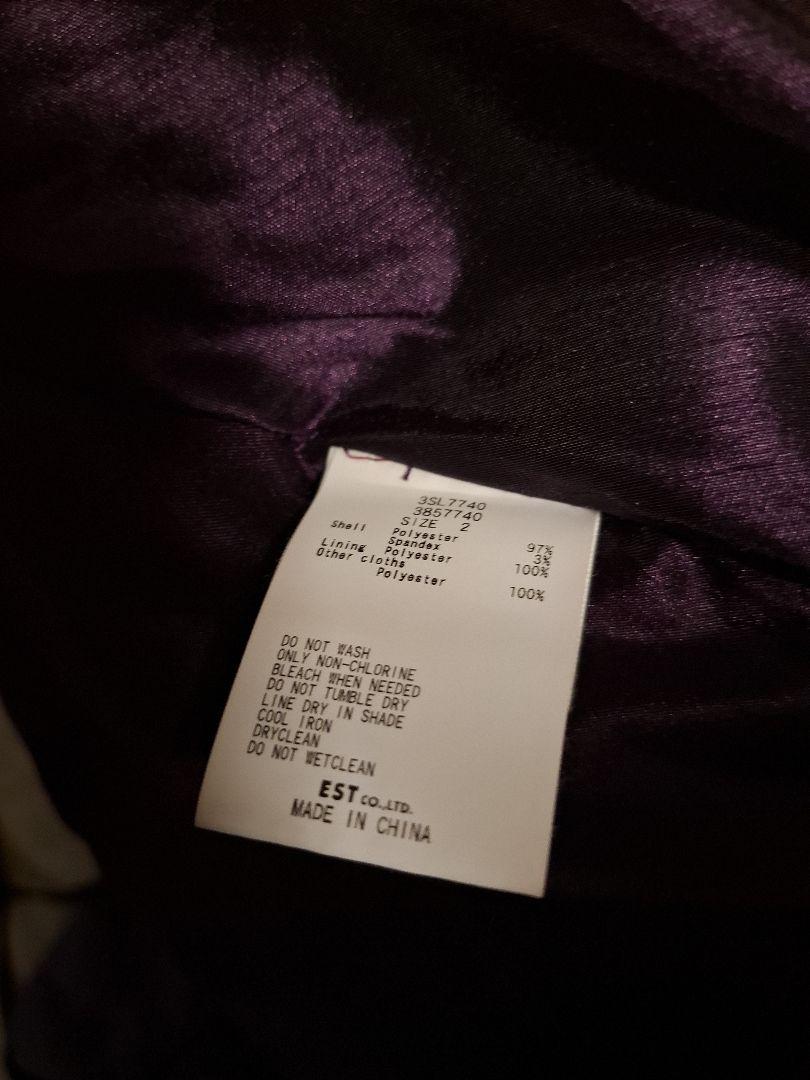 3SL7740
3857740
SIZE 2
Shell Polyester 97%
Spandex 3%
Lining Polyester 100%
Other cloths
Polyester 100%
DO NOT WASH
ONLY NON-CHLORINE
BLEACH WHEN NEEDED
DO NOT TUMBLE DRY
LINE DRY IN SHADE
COOL IRON
DRYCLEAN
DO NOT WETCLEAN
EST CO.,LTD.
MADE IN CHINA